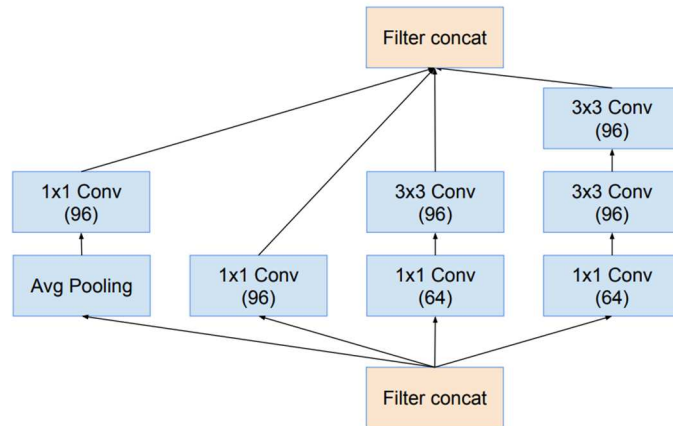 Filter concat
3x3 Conv
(96)
1x1 Conv
(96)
3x3 Conv
(96)
3x3 Conv
(96)
Avg Pooling
1x1 Conv
(96)
1x1 Conv
(64)
1x1 Conv
(64)
Filter concat